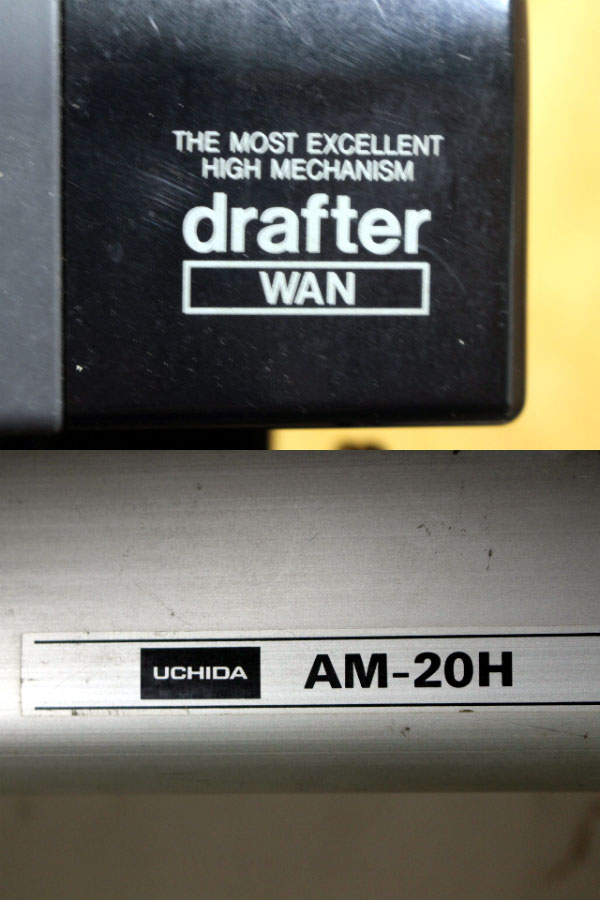 THE MOST EXCELLENT
HIGH MECHANISM
drafter
WAN
UCHIDA AM-20H